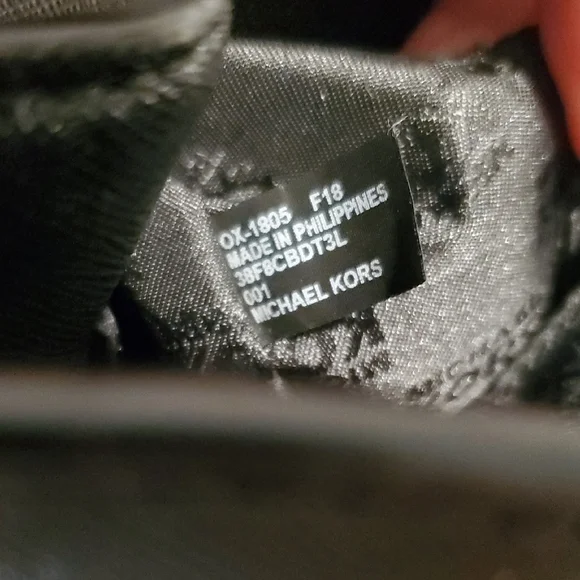 OX-1805 F18
MADE IN PHILIPPINES
38F8CBDT3L
001
MICHAEL KORS